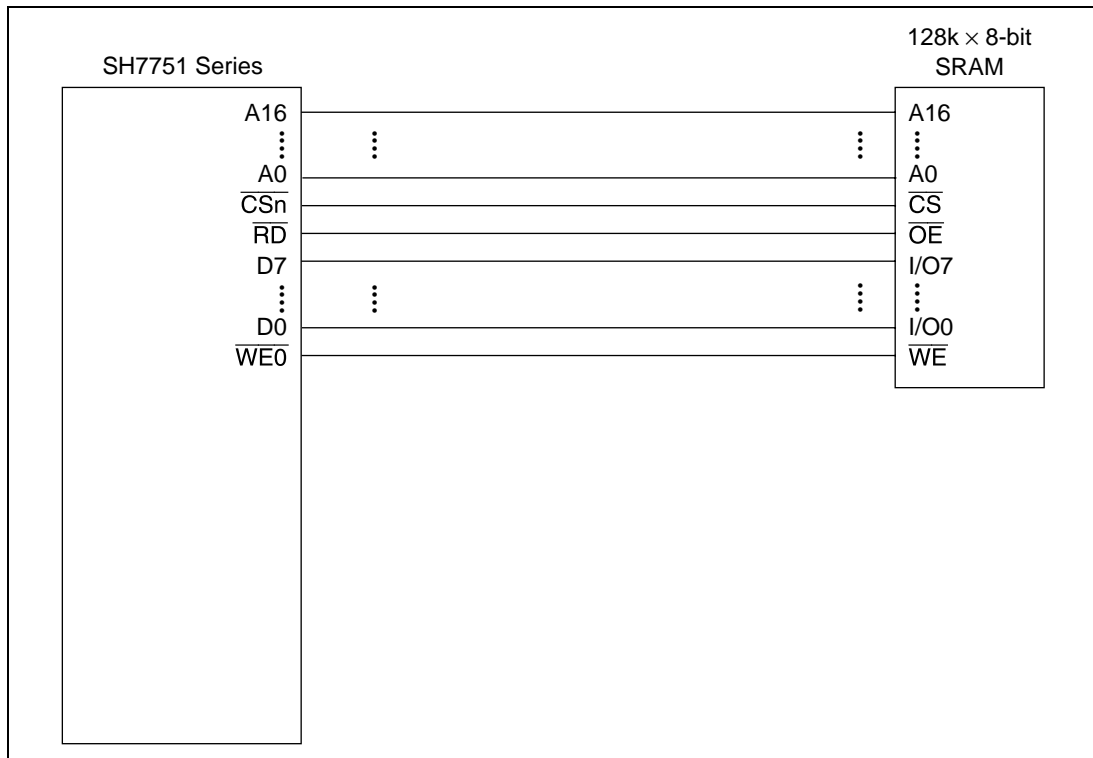 128k × 8-bit
SRAM
SH7751 Series
A16
A0
CSn
RD
D7
D0
WE0
A16
A0
CS
OE
I/O7
I/O0
WE